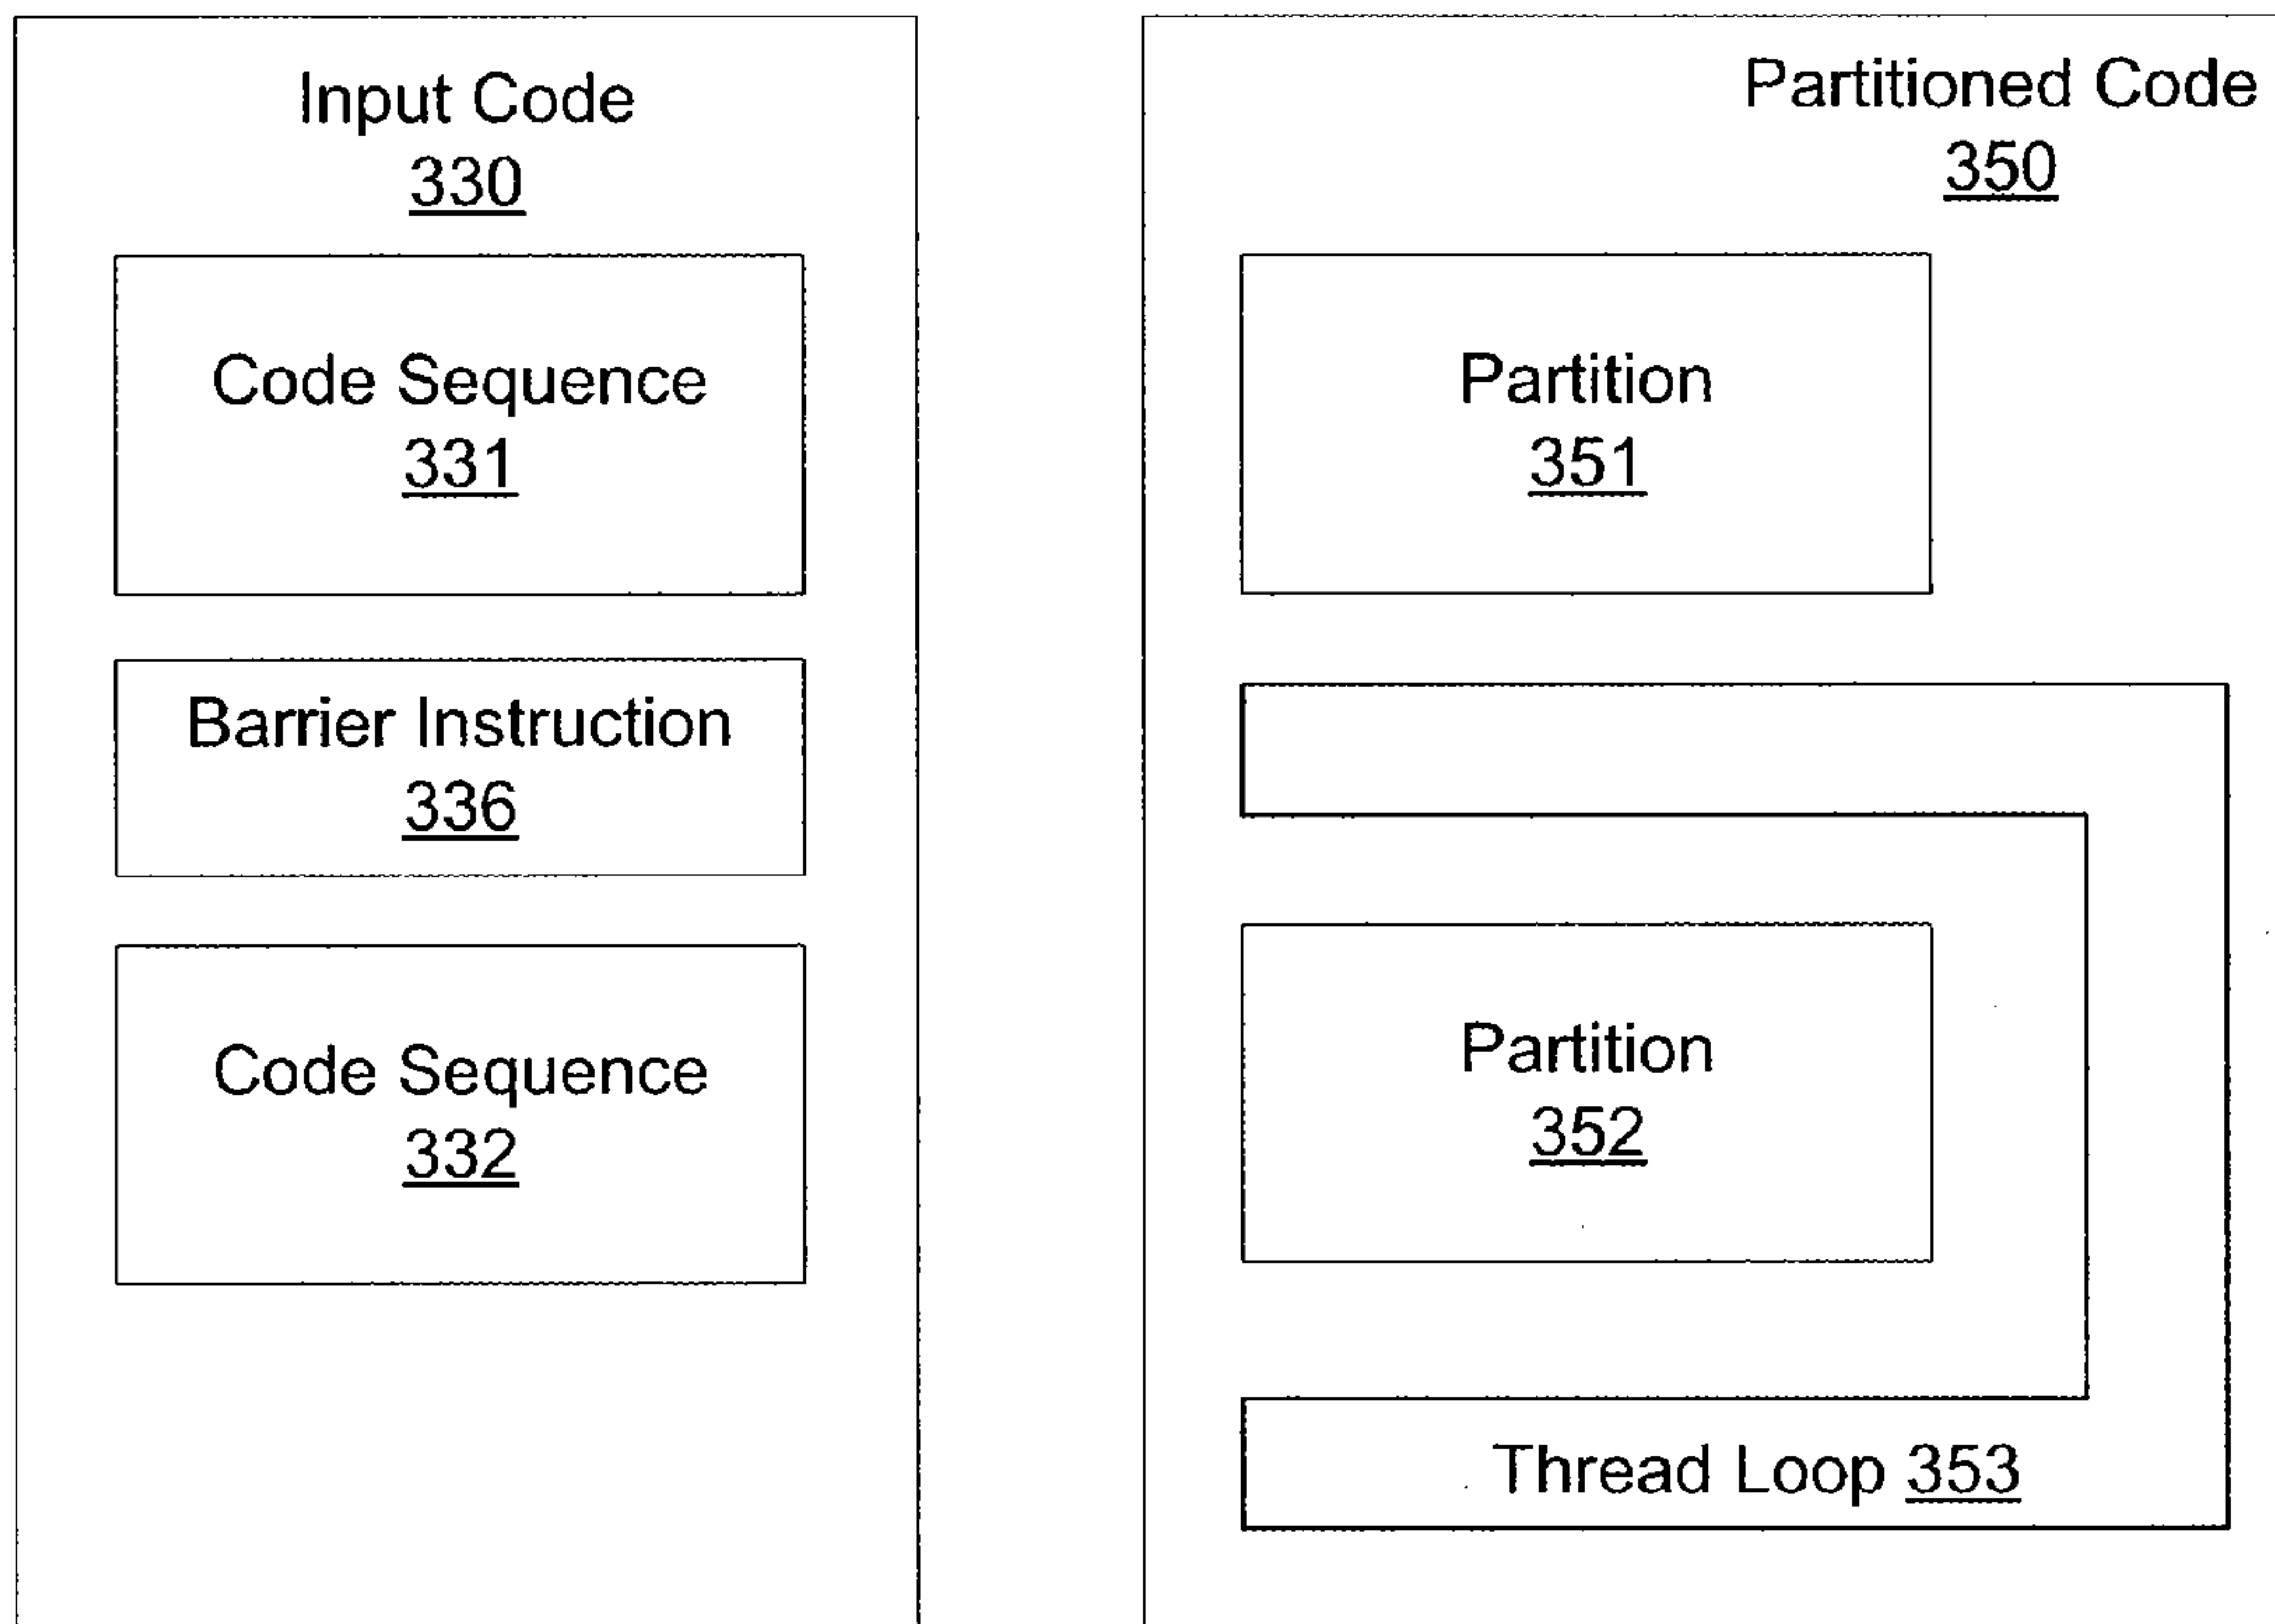 Input Code
330
Code Sequence
331
Barrier Instruction
336
Code Sequence
332
Partitioned Code
350
Partition
351
Partition
352
Thread Loop 353